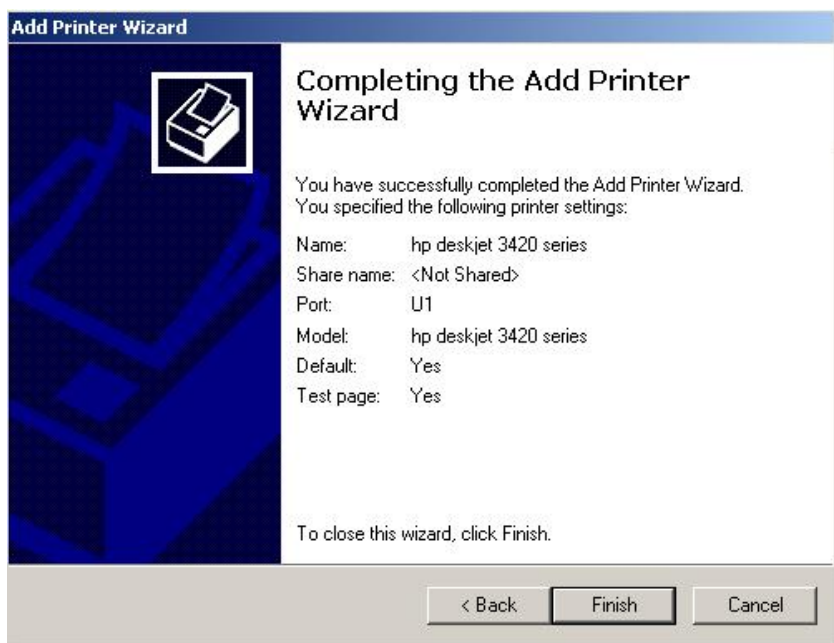 Add Printer Wizard
Completing the Add Printer
Wizard
You have successfully completed the Add Printer Wizard.
You specified the following printer settings:
Name: hp deskjet 3420 series
Share name: <Not Shared>
Port: U1
Model: hp deskjet 3420 series
Default: Yes
Test page: Yes
To close this wizard, click Finish.
< Back Finish Cancel